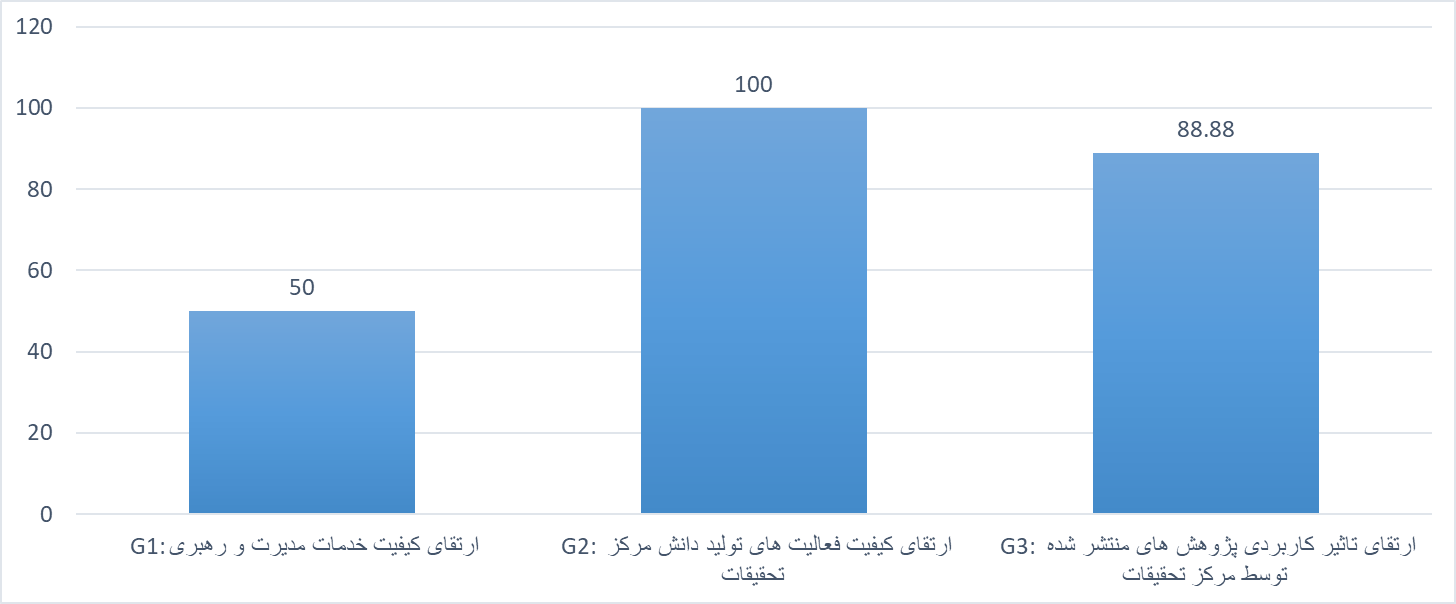 120
100
80
60
40
20
0
50
100
88.88
G1:ارتقای کیفیت خدمات مدیرت و رهبری
G2: ارتقای کیفیت فعالیت های تولید دانش مرکز
تحقیقات
G3: ارتقای تاثیر کاربردی پژوهش های منتشر شده
توسط مرکز تحقیقات